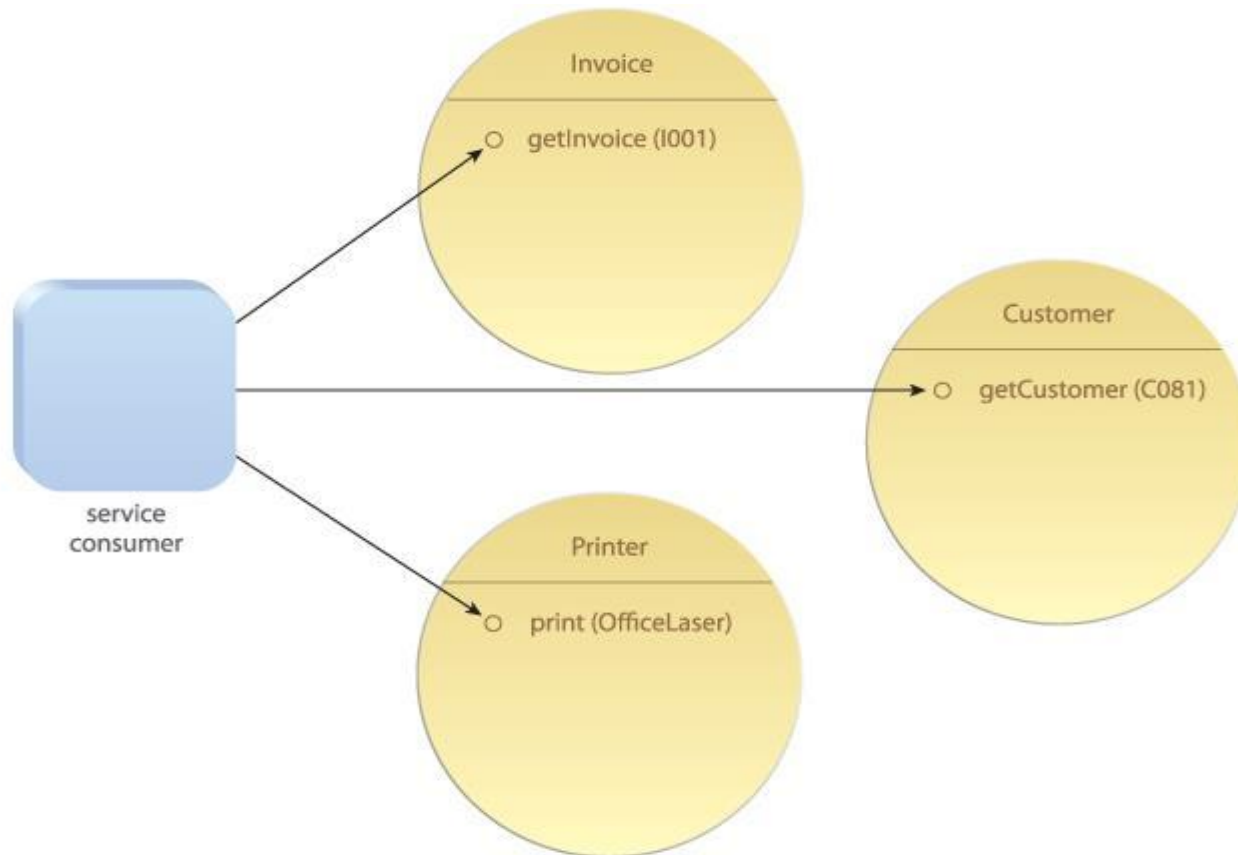 Invoice
getInvoice (I001)
Customer
getCustomer (C081)
service
consumer
Printer
print (OfficeLaser)